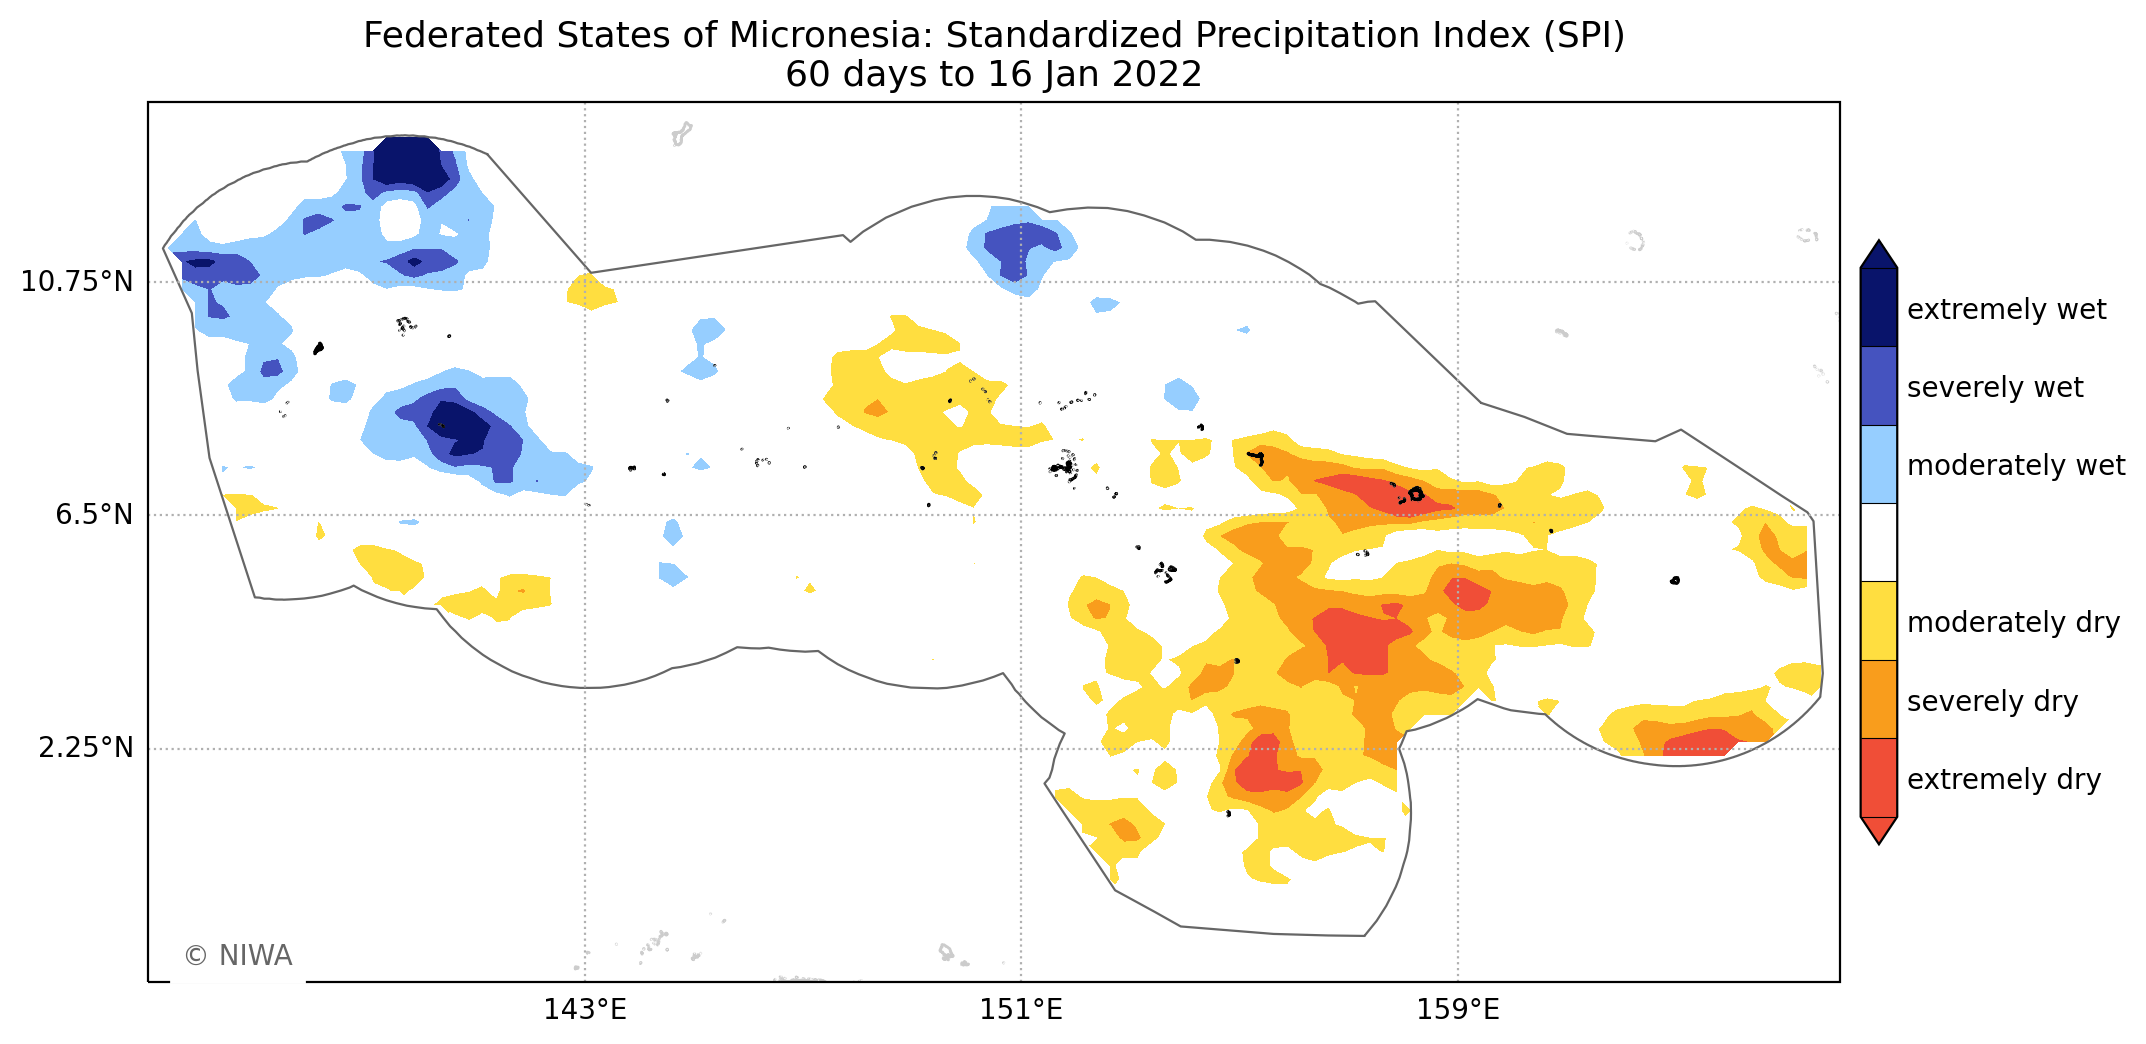 Federated States of Micronesia: Standardized Precipitation Index (SPI)
60 days to 16 Jan 2022
10.75°N
6.5°N
2.25°N
143°E
151°E
159°E
extremely wet
severely wet
moderately wet
moderately dry
severely dry
extremely dry
© NIWA